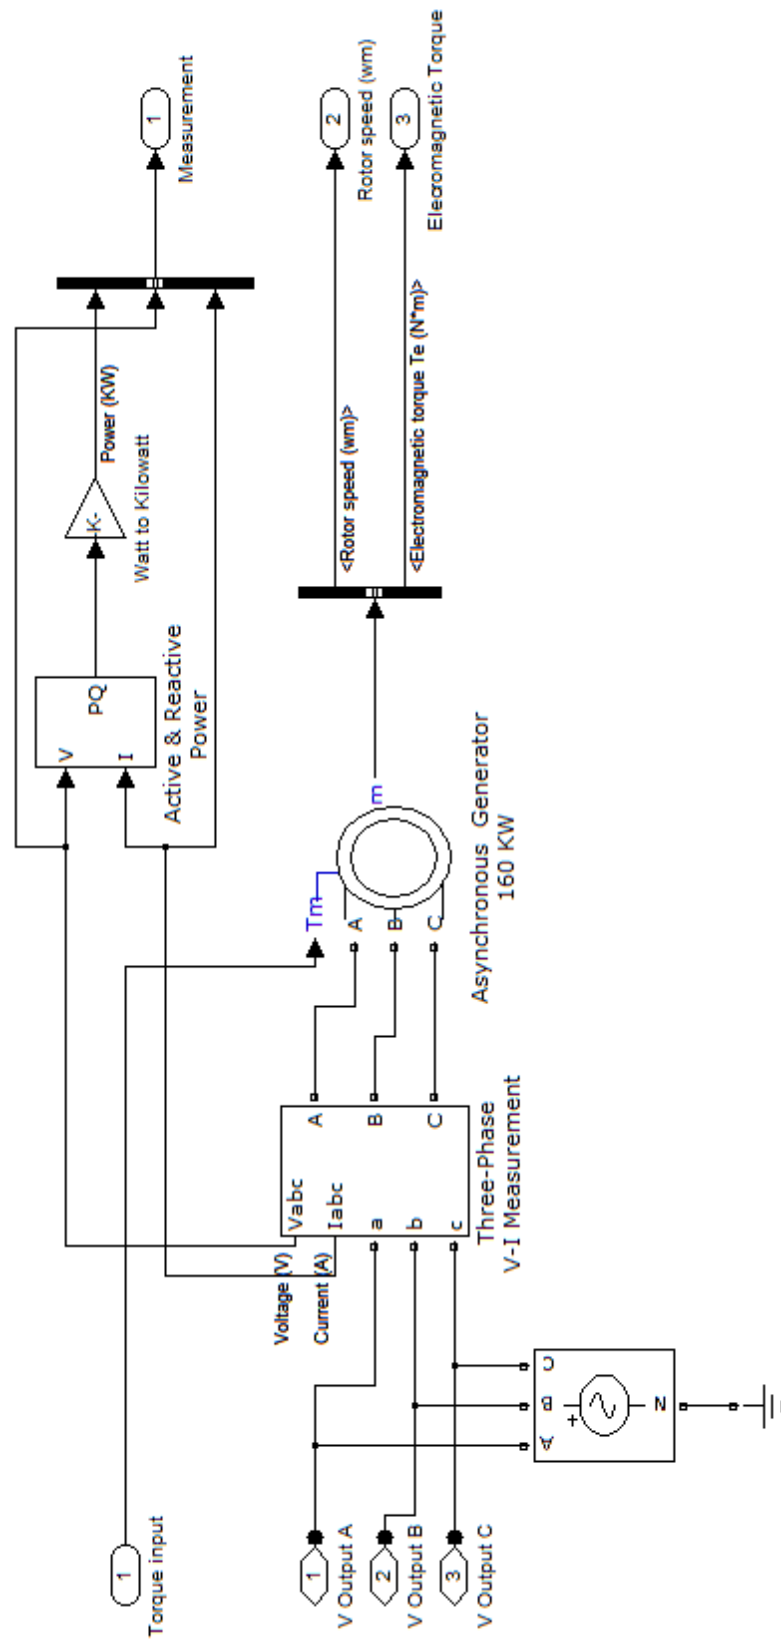 1
Torque input
1
V Output A
2
V Output B
3
V Output C
A
B
C
N
+
Voltage (V)
Current (A)
Vabc
Iabc
a
b
c
A
B
C
Three-Phase
V-I Measurement
Tm
A
B
C
m
Asynchronous Generator
160 KW
V
I
PQ
Active & Reactive
Power
K-
Watt to Kilowatt
Power (KW)
1
Measurement
<Rotor speed (wm)>
<Electromagnetic torque Te (N*m)>
2
Rotor speed (wm)
3
Elecromagnetic Torque